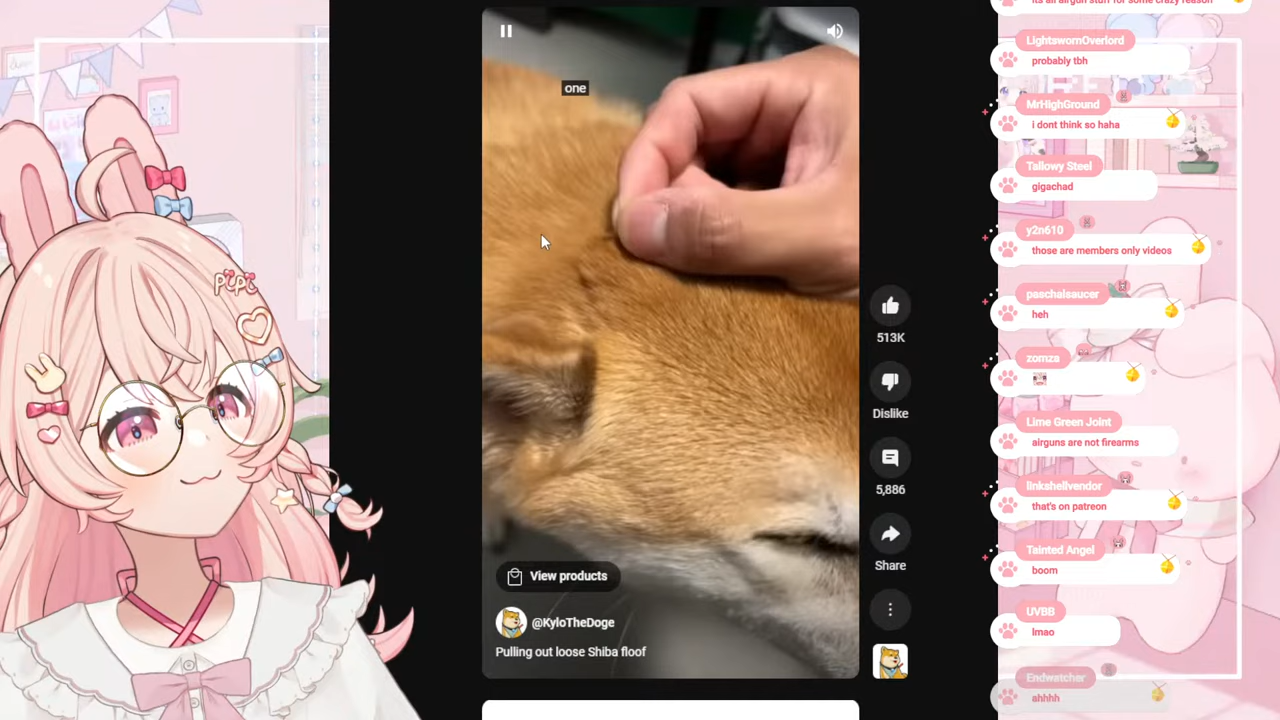 pipi
one
513K
Dislike
5,886
Share
View products
@KyloTheDoge
Pulling out loose Shiba floof
its all airgun stuff for some crazy reason
LightswornOverlord
probably tbh
MrHighGround
i dont think so haha
Tallowy Steel
gigachad
y2n610
those are members only videos
paschalsaucer
heh
zomza
Lime Green Joint
airguns are not firearms
linkshellvendor
that's on patreon
Tainted Angel
boom
UVBB
lmao
Endwatcher
ahhhh